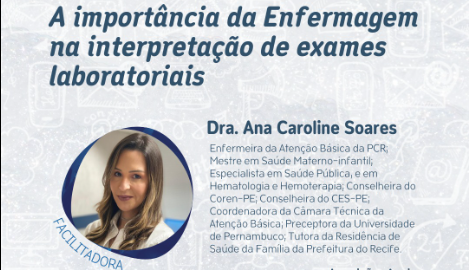 A importância da Enfermagem
na interpretação de exames
laboratoriais
Dra. Ana Caroline Soares
Enfermeira da Atenção Básica da PCR;
Mestre em Saúde Materno-infantil;
Especialista em Saúde Pública, e em
Hematologia e Hemoterapia; Conselheira do
Coren-PE; Conselheira do CES-PE;
Coordenadora da Câmara Técnica da
Atenção Básica; Preceptora da Universidade
de Pernambuco; Tutora da Residência de
Saúde da Família da Prefeitura do Recife.
FACILITADORA